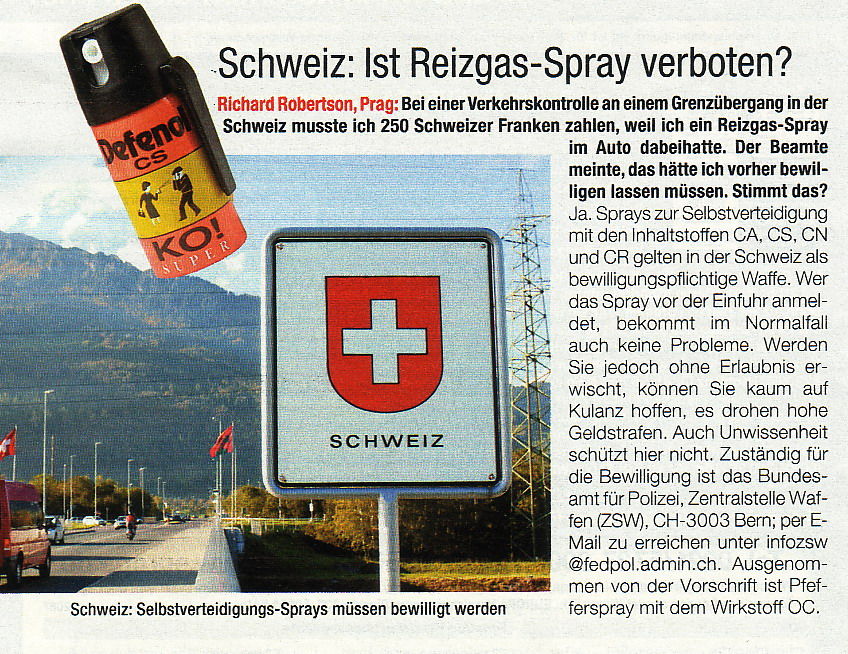 Schweiz: Ist Reizgas-Spray verboten?
Richard Robertson, Prag: Bei einer Verkehrskontrolle an einem Grenzübergang in der
Schweiz musste ich 250 Schweizer Franken zahlen, weil ich ein Reizgas-Spray
im Auto dabeihatte. Der Beamte
meinte, das hätte ich vorher bewil-
ligen lassen müssen. Stimmt das?
Ja. Sprays zur Selbstverteidigung
mit den Inhaltstoffen CA, CS, CN
und CR gelten in der Schweiz als
bewilligungspflichtige Waffe. Wer
das Spray vor der Einfuhr anmel-
det, bekommt im Normalfall
auch keine Probleme. Werden
Sie jedoch ohne Erlaubnis er-
wischt, können Sie kaum auf
Kulanz hoffen, es drohen hohe
Geldstrafen. Auch Unwissenheit
schützt hier nicht. Zuständig für
die Bewilligung ist das Bundes-
amt für Polizei, Zentralstelle Waf-
fen (ZSW), CH-3003 Bern; per E-
Mail zu erreichen unter infozsw
@fedpol.admin.ch. Ausgenom-
men von der Vorschrift ist Pfef-
ferspray mit dem Wirkstoff OC.
Defenol
CS
KO!
SUPER
SCHWEIZ
Schweiz: Selbstverteidigungs-Sprays müssen bewilligt werden